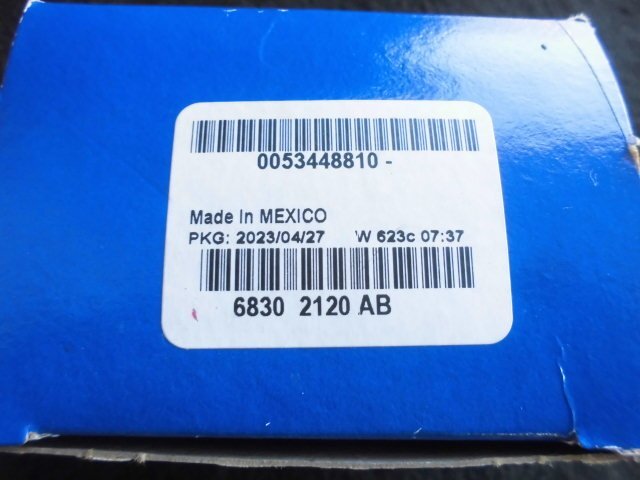 0053448810 -
Made In MEXICO
PKG: 2023/04/27 W 623c 07:37
6830 2120 AB